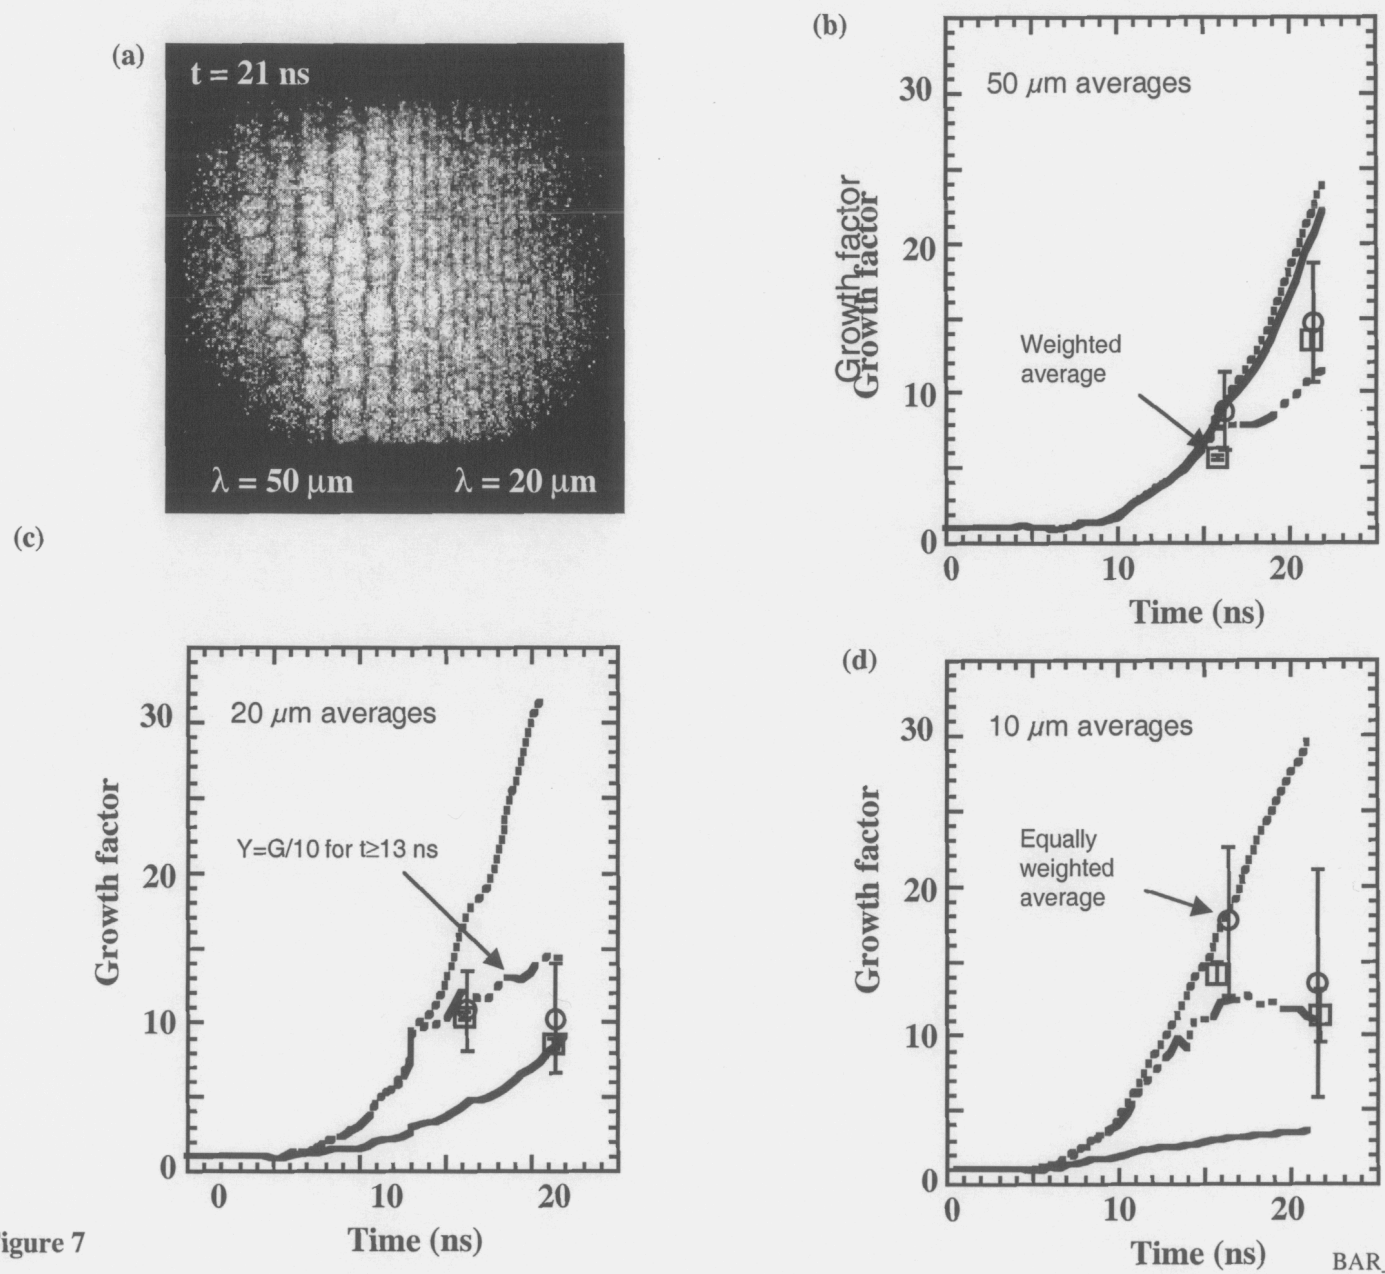 (a)
t = 21 ns
λ = 50 μm λ = 20 μm
(b)
50 μm averages
30
20
10
0
Growth factor
Growth factor
Weighted
average
0 10 20
Time (ns)
(c)
20 μm averages
30
20
10
0
Growth factor
Y=G/10 for t≥13 ns
0 10 20
Time (ns)
(d)
10 μm averages
30
20
10
0
Growth factor
Equally
weighted
average
0 10 20
Time (ns)
igure 7
BAR_